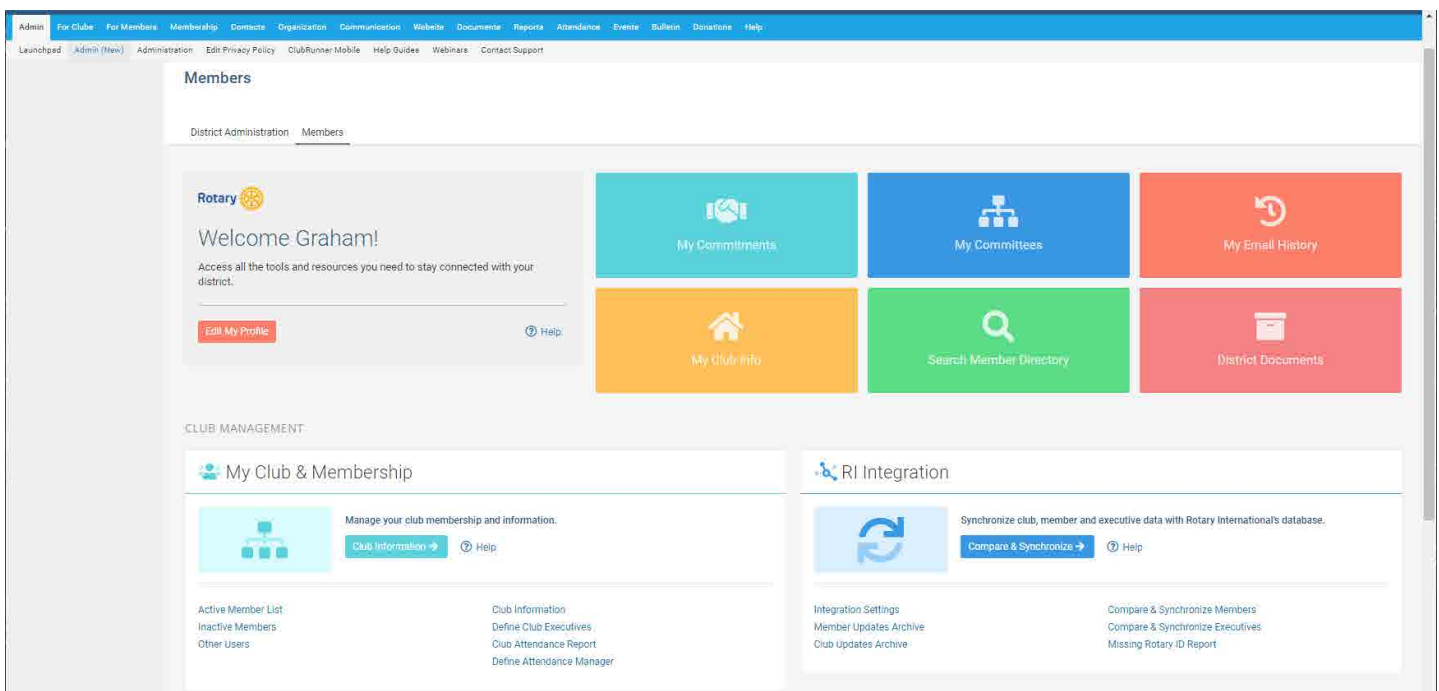 Admin For Clubs For Members Membership Contacts Organization Communication Website Documents Reports Attendance Events Bulletin Donations Help
Launchpad Admin (New) Administration Edit Privacy Policy ClubRunner Mobile Help Guides Webinars Contact Support
Members
District Administration Members
Rotary
Welcome Graham!
Access all the tools and resources you need to stay connected with your
district.
Edit My Profile Help
My Commitments My Committees My Email History
My Club Info Search Member Directory District Documents
CLUB MANAGEMENT
My Club & Membership
Manage your club membership and information.
Club Information → Help
Active Member List Club Information
Inactive Members Define Club Executives
Other Users Club Attendance Report
Define Attendance Manager
RI Integration
Synchronize club, member and executive data with Rotary International's database.
Compare & Synchronize → Help
Integration Settings Compare & Synchronize Members
Member Updates Archive Compare & Synchronize Executives
Club Updates Archive Missing Rotary ID Report